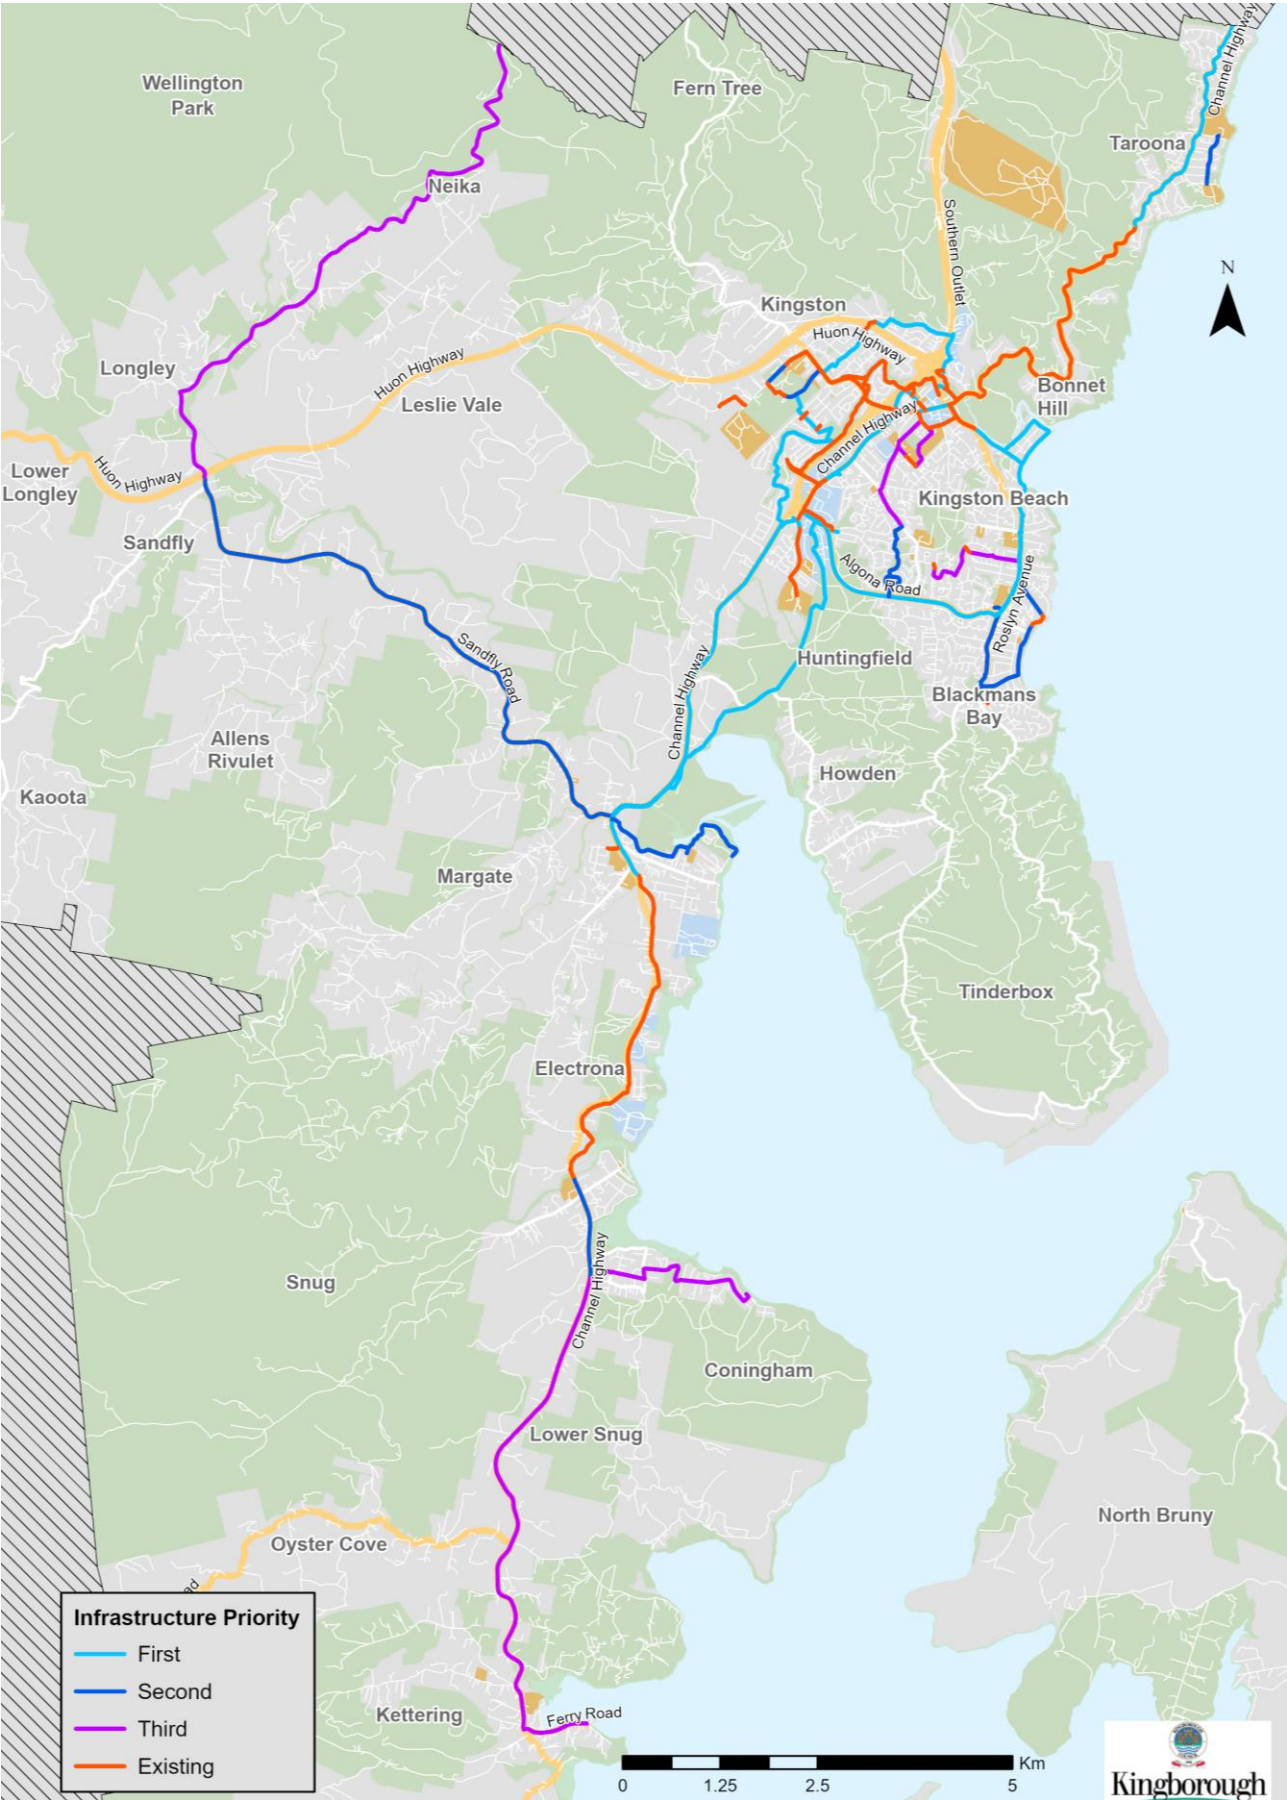 Channel Highway
Wellington
Park
Fern Tree
Taroona
Neika
Southern Outlet
N
Kingston
Huon Highway
Longley
Huon Highway
Leslie Vale
Bonnet
Hill
Channel Highway
Lower
Longley
Huon Highway
Kingston Beach
Sandfly
Algona Road
Roslyn Avenue
Sandfly Road
Channel Highway
Huntingfield
Blackmans
Bay
Allens
Rivulet
Howden
Kaoota
Margate
Tinderbox
Electrona
Snug
Channel Highway
Coningham
Lower Snug
North Bruny
Oyster Cove
ad
Infrastructure Priority
First
Second
Third
Existing
Kettering
Ferry Road
Km
0 1.25 2.5 5
Kingborough